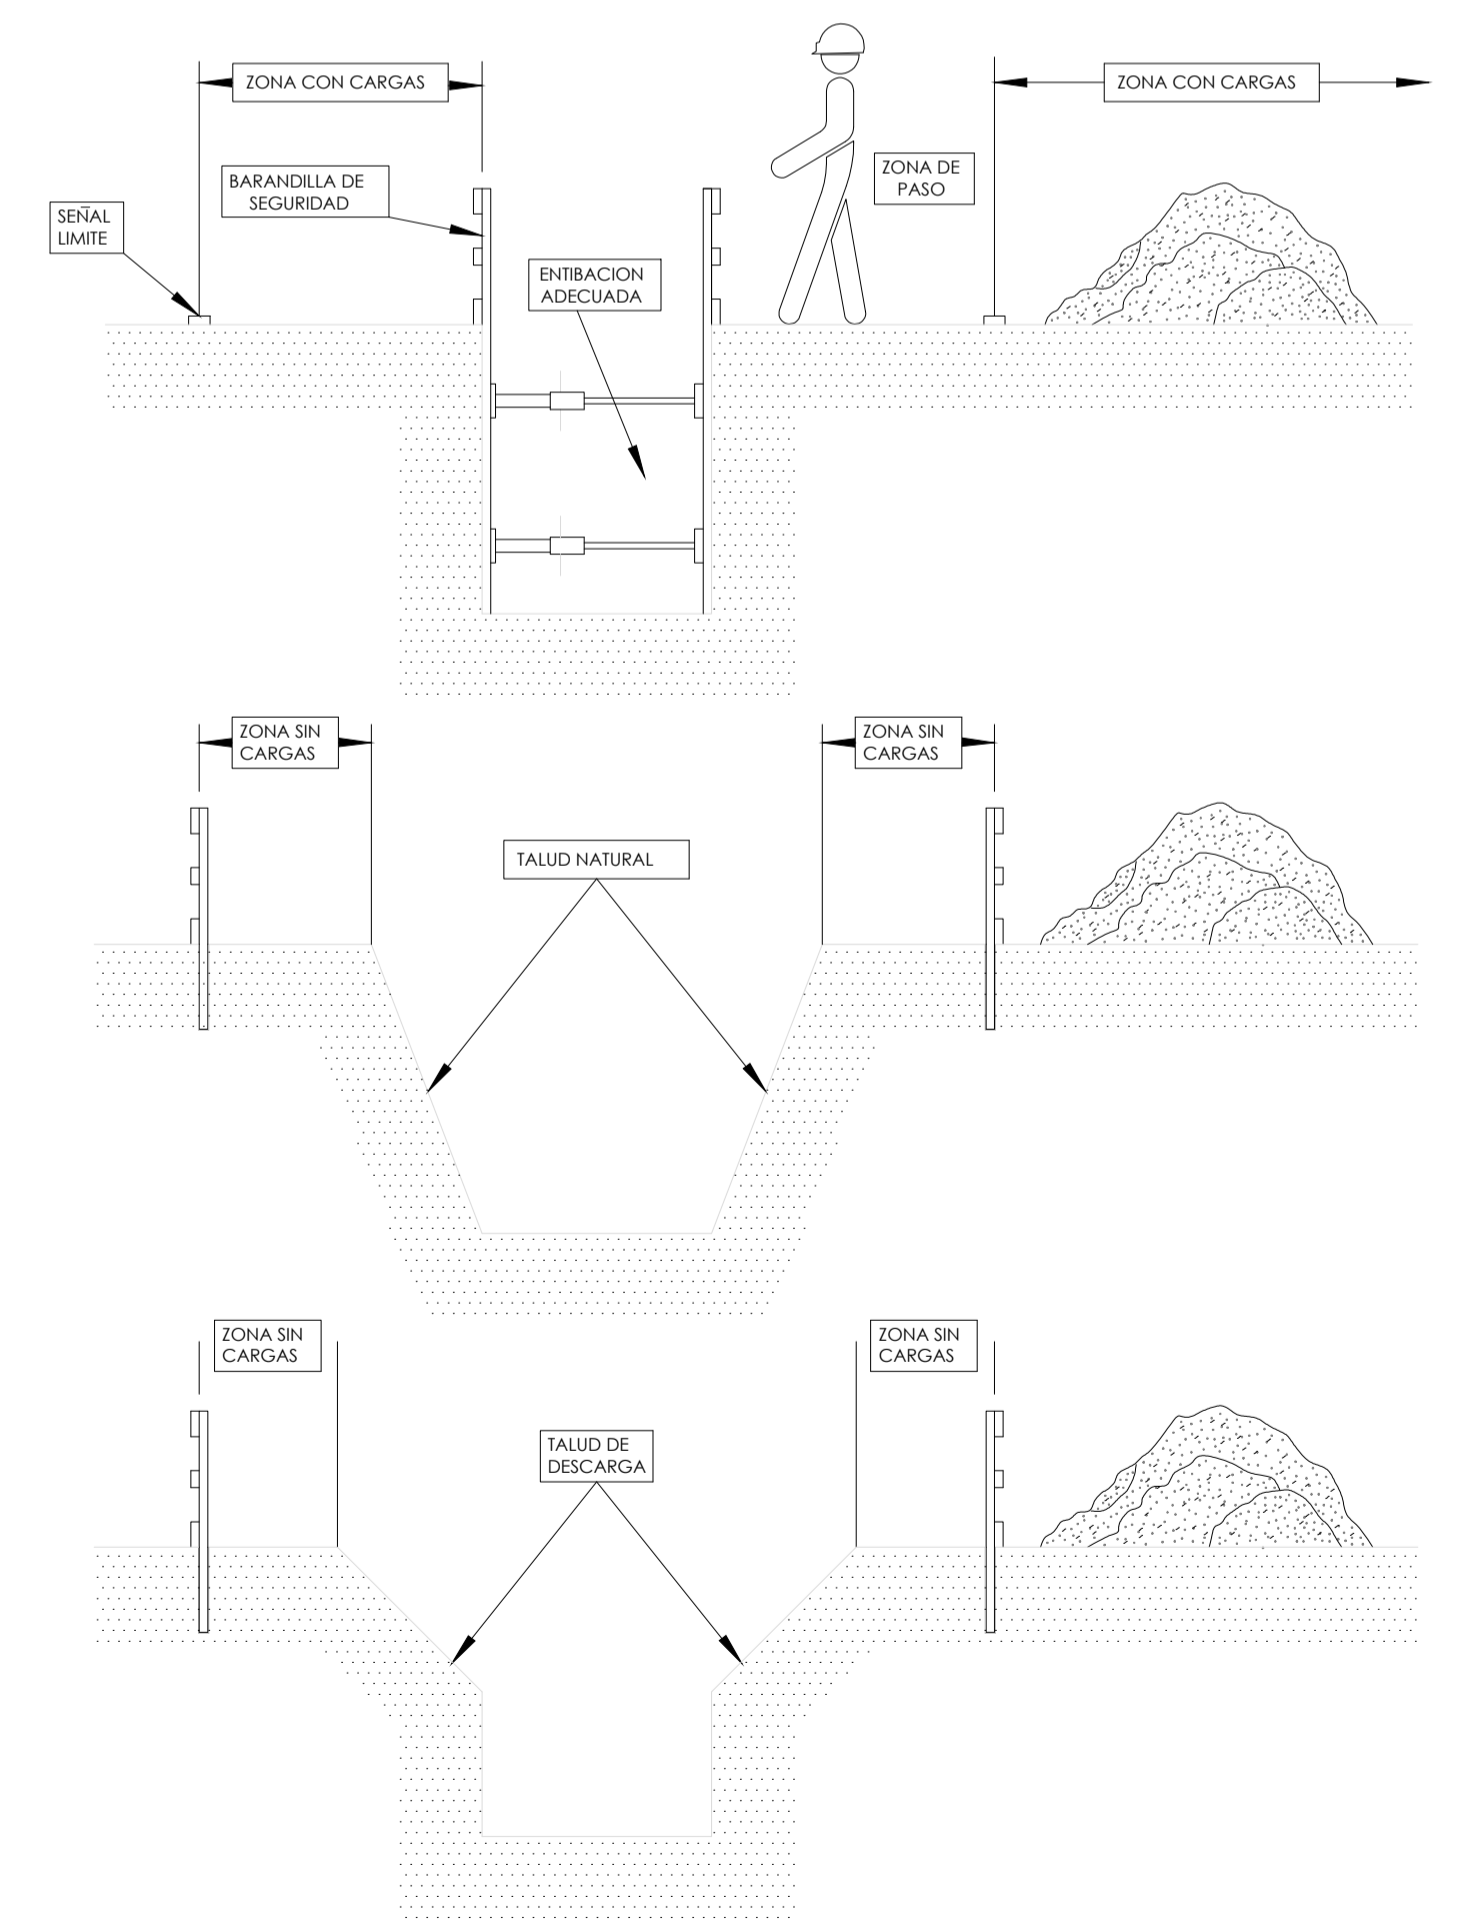 ZONA CON CARGAS
ZONA CON CARGAS
BARANDILLA DE
SEGURIDAD
ZONA DE
PASO
SEÑAL
LIMITE
ENTIBACION
ADECUADA
ZONA SIN
CARGAS
ZONA SIN
CARGAS
TALUD NATURAL
ZONA SIN
CARGAS
ZONA SIN
CARGAS
TALUD DE
DESCARGA